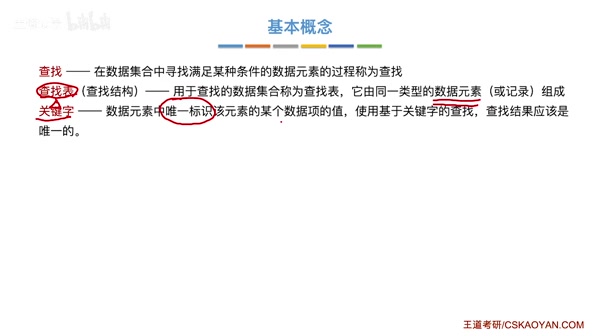 基本概念
查找 —— 在数据集合中寻找满足某种条件的数据元素的过程称为查找
查找表（查找结构）—— 用于查找的数据集合称为查找表，它由同一类型的数据元素（或记录）组成
关键字 —— 数据元素中唯一标识该元素的某个数据项的值，使用基于关键字的查找，查找结果应该是
唯一的。
王道考研/CSKAOYAN.COM